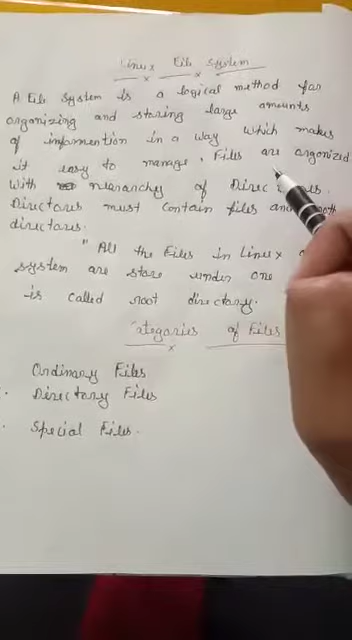 Linux File System
A File System is a logical method for
organizing and storing large amounts
of information in a way which makes
it easy to manage. Files are organized
With hierarchy of Direc
Directories must contain files and
directories.
"All the Files in Linux
system are store under one
is called root directory.
Categories of Files
Ordinary Files
Directory Files
Special Files.